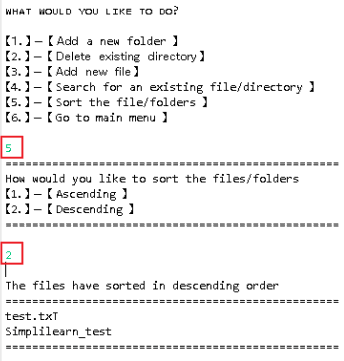 WHAT WOULD YOU LIKE TO DO?
【1.】—【 Add a new folder 】
【2.】—【 Delete existing directory】
【3.】—【 Add new file】
【4.】—【 Search for an existing file/directory 】
【5.】—【 Sort the file/folders 】
【6.】—【 Go to main menu 】
5
==================================================
How would you like to sort the files/folders
【1.】—【 Ascending 】
【2.】—【 Descending 】
==================================================
2
The files have sorted in descending order
==================================================
test.txT
Simplilearn_test
==================================================